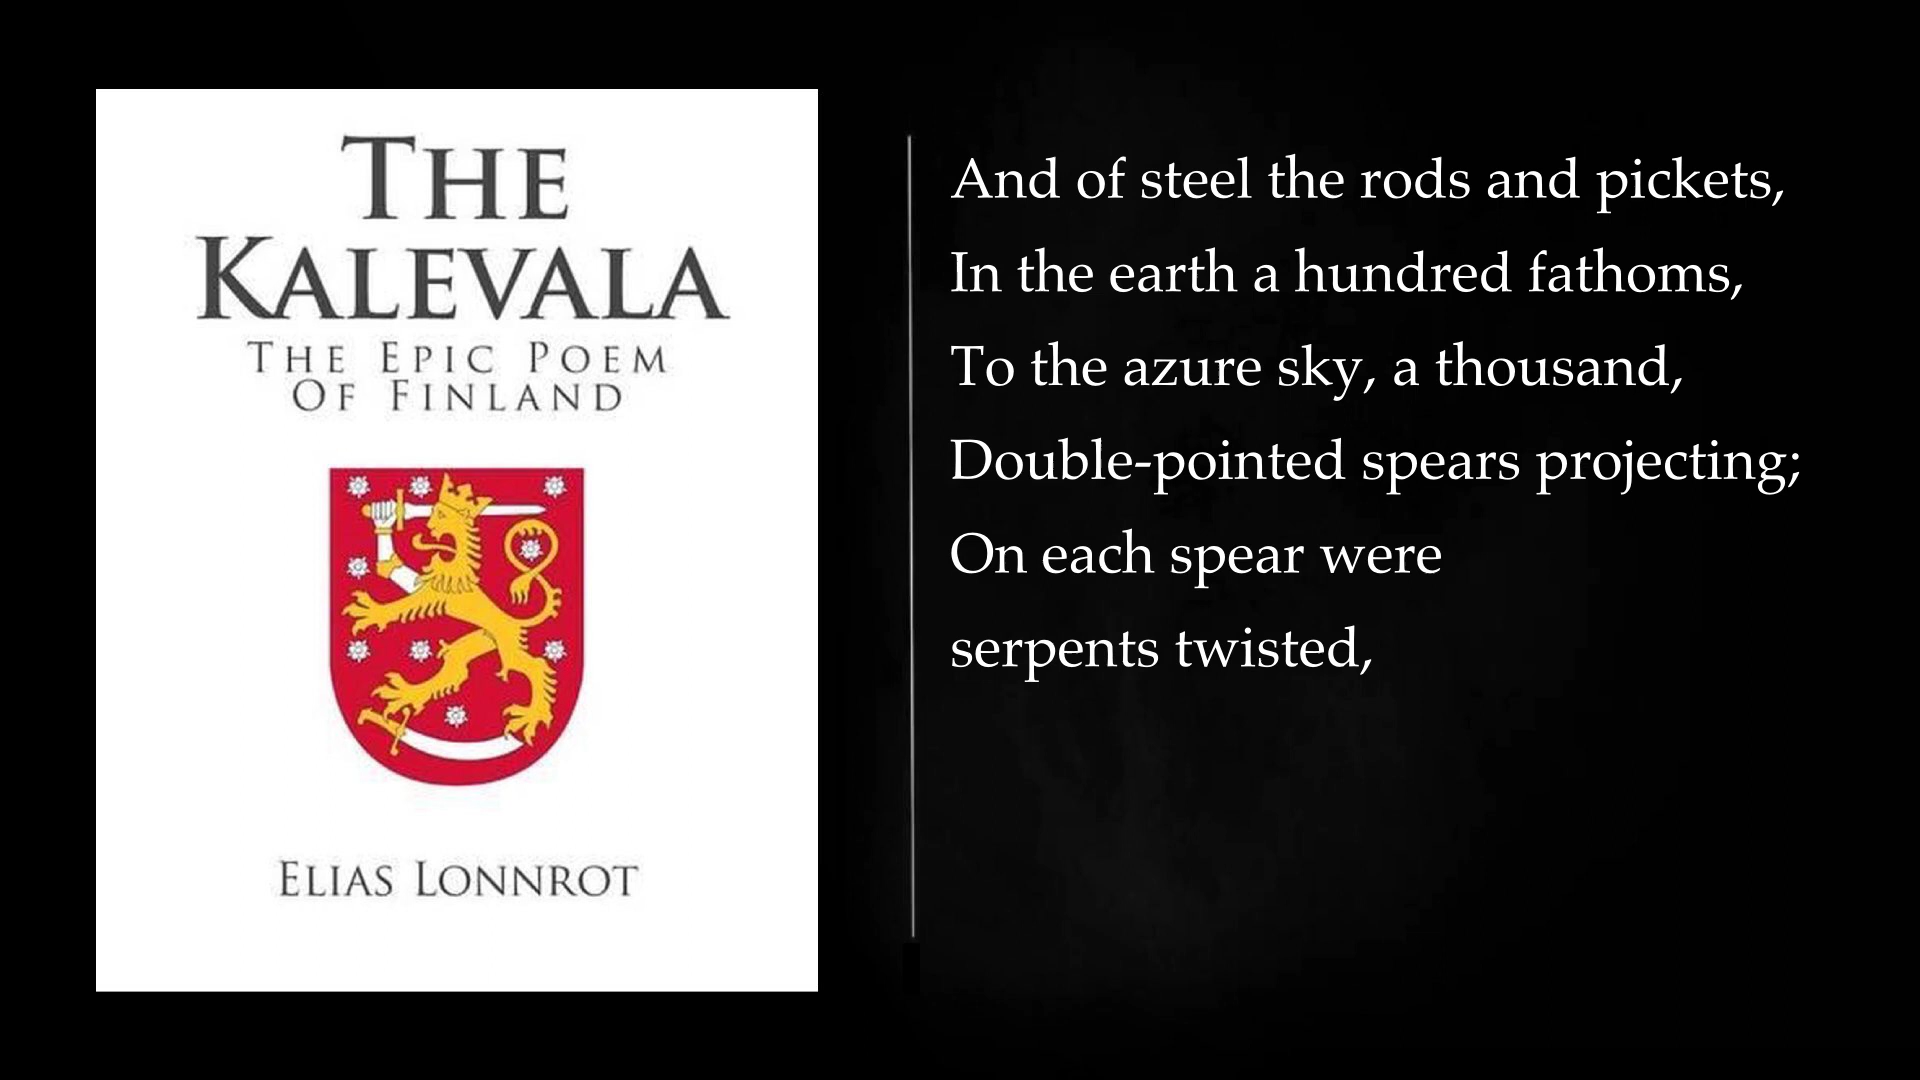 THE
KALEVALA
THE EPIC POEM
OF FINLAND
ELIAS LONNROT
And of steel the rods and pickets,
In the earth a hundred fathoms,
To the azure sky, a thousand,
Double-pointed spears projecting;
On each spear were
serpents twisted,